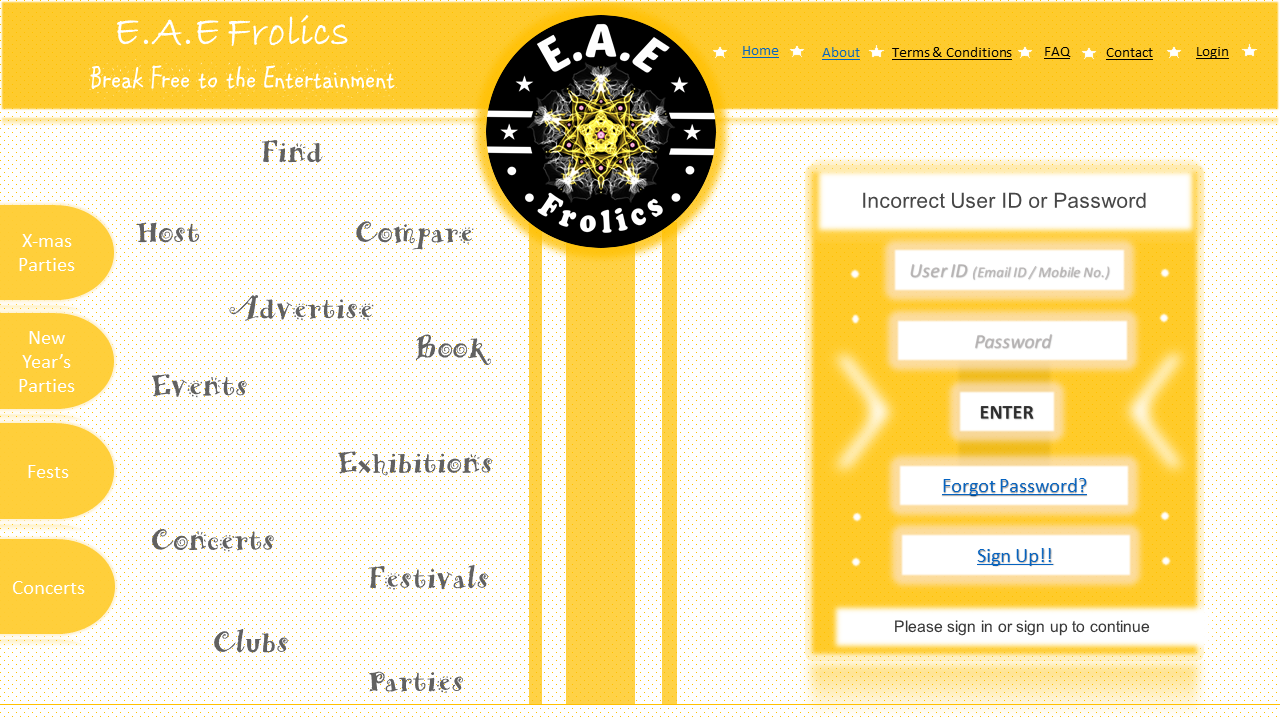 E.A.E Frolics
Break Free to the Entertainment
E.A.E
Frolics
Home
About
Terms & Conditions
FAQ
Contact
Login
Find
Host
Compare
Advertise
Book
Events
Exhibitions
Concerts
Festivals
Clubs
Parties
X-mas
Parties
New
Year’s
Parties
Fests
Concerts
Incorrect User ID or Password
User ID (Email ID / Mobile No.)
Password
ENTER
Forgot Password?
Sign Up!!
Please sign in or sign up to continue